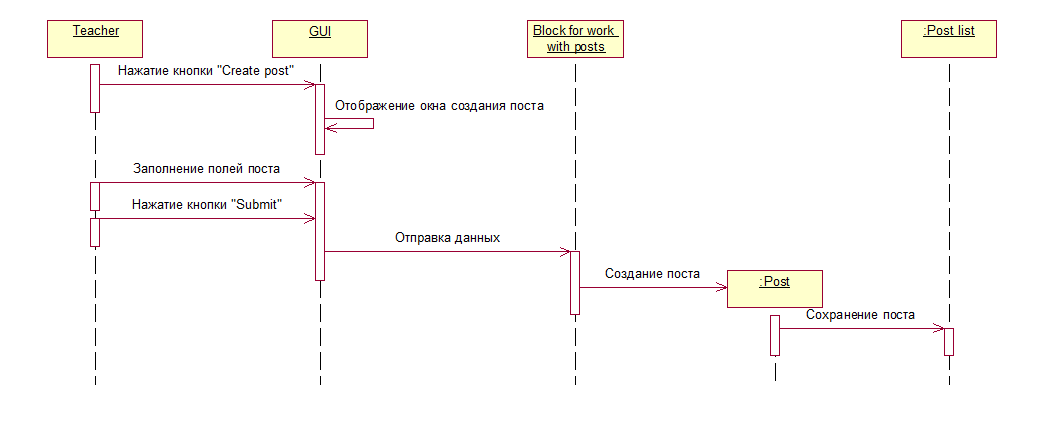 Teacher
GUI
Block for work
with posts
:Post list
Нажатие кнопки "Create post"
Отображение окна создания поста
Заполнение полей поста
Нажатие кнопки "Submit"
Отправка данных
Создание поста
:Post
Сохранение поста